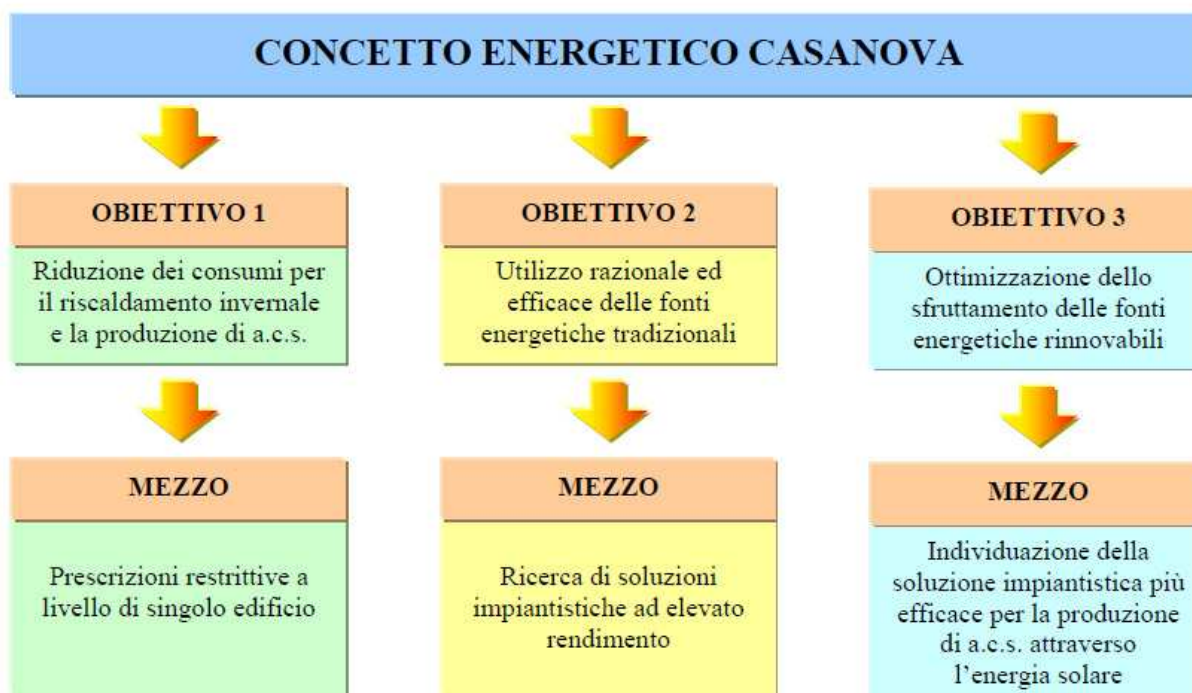 CONCETTO ENERGETICO CASANOVA
OBIETTIVO 1
Riduzione dei consumi per
il riscaldamento invernale
e la produzione di a.c.s.
MEZZO
Prescrizioni restrittive a
livello di singolo edificio
OBIETTIVO 2
Utilizzo razionale ed
efficace delle fonti
energetiche tradizionali
MEZZO
Ricerca di soluzioni
impiantistiche ad elevato
rendimento
OBIETTIVO 3
Ottimizzazione dello
sfruttamento delle fonti
energetiche rinnovabili
MEZZO
Individuazione della
soluzione impiantistica più
efficace per la produzione
di a.c.s. attraverso
l’energia solare